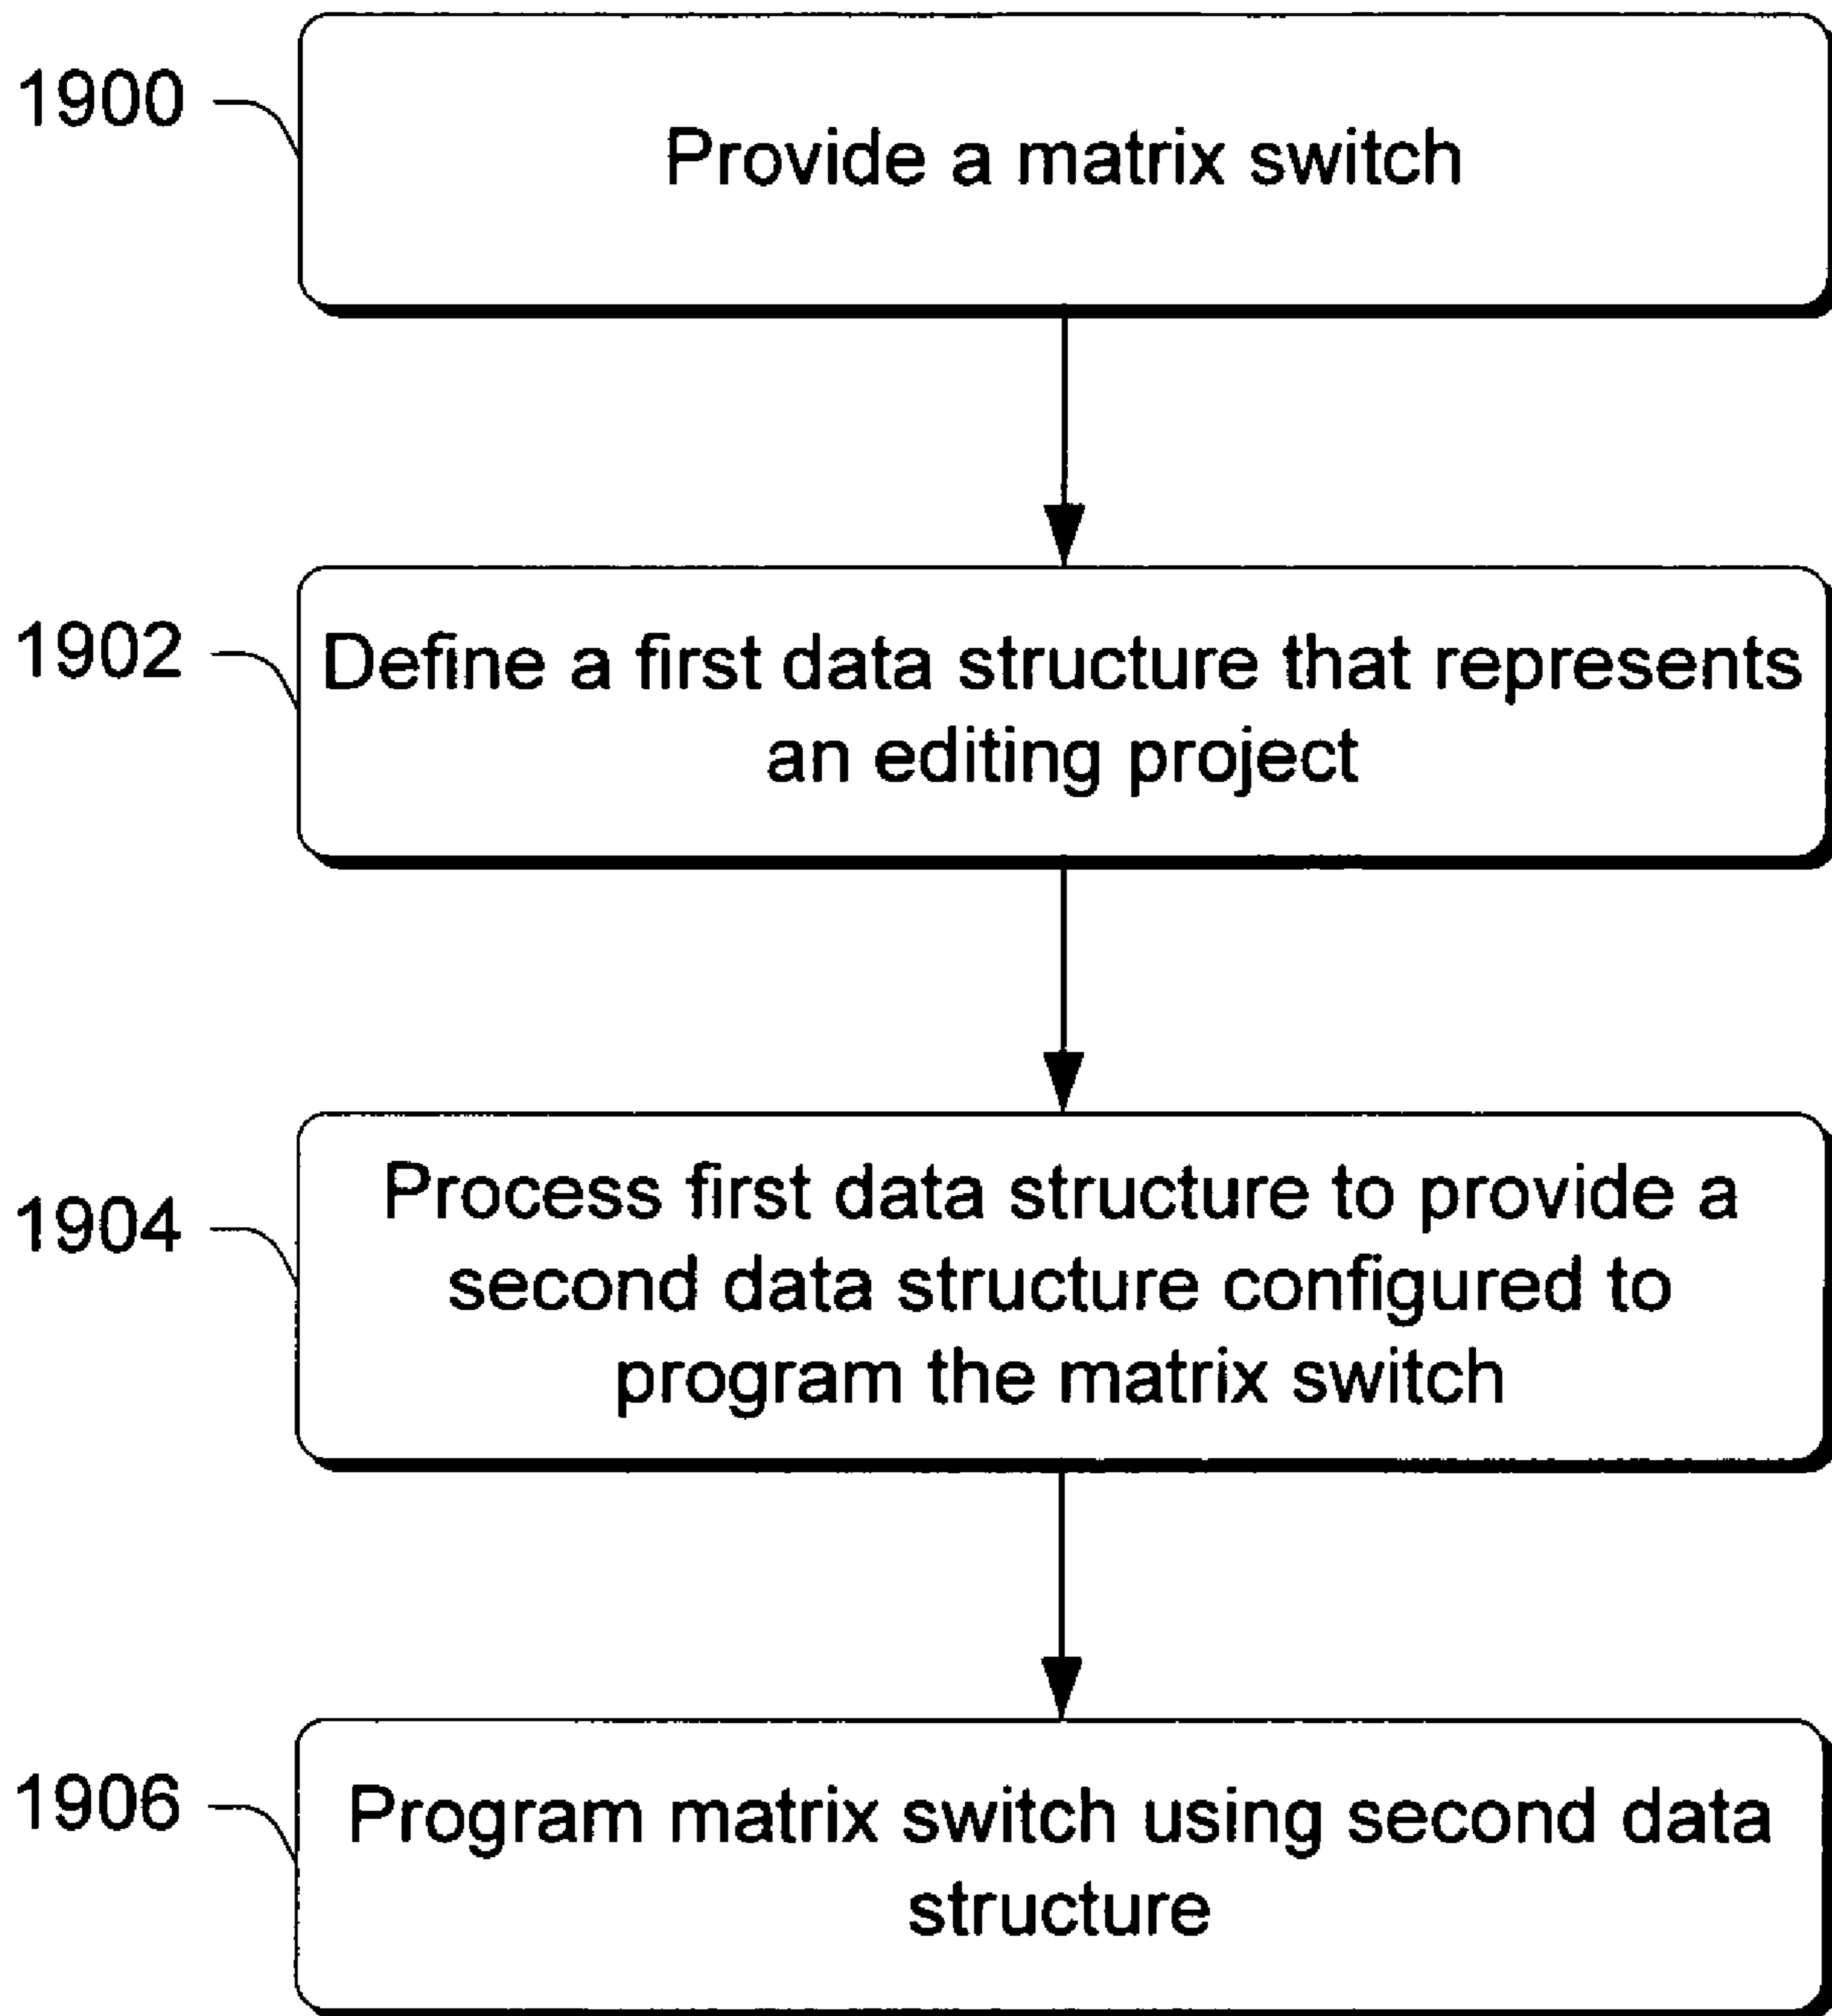 1900
Provide a matrix switch
1902
Define a first data structure that represents
an editing project
1904
Process first data structure to provide a
second data structure configured to
program the matrix switch
1906
Program matrix switch using second data
structure